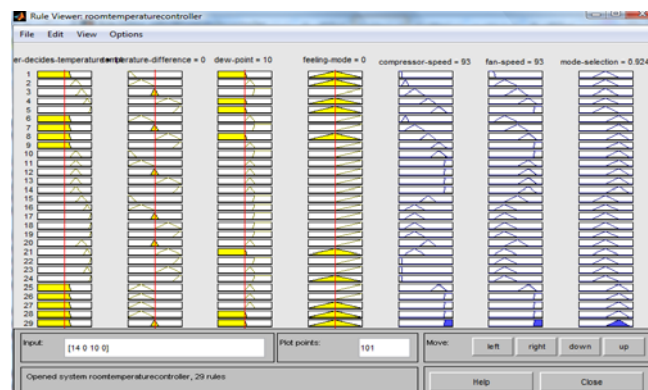 Rule Viewer: roomtemperaturecontroller
File Edit View Options
er-decides-temperature
dew-point = 10
feeling-mode = 0
compressor-speed = 93
fan-speed = 93
mode-selection = 0.924
1
2
3
4
5
6
7
8
9
10
11
12
13
14
15
16
17
18
19
20
21
22
23
24
25
26
27
28
29
Input: [14 0 10 0] Plot points: 101 Move: left right down up
Opened system roomtemperaturecontroller, 29 rules Help Close